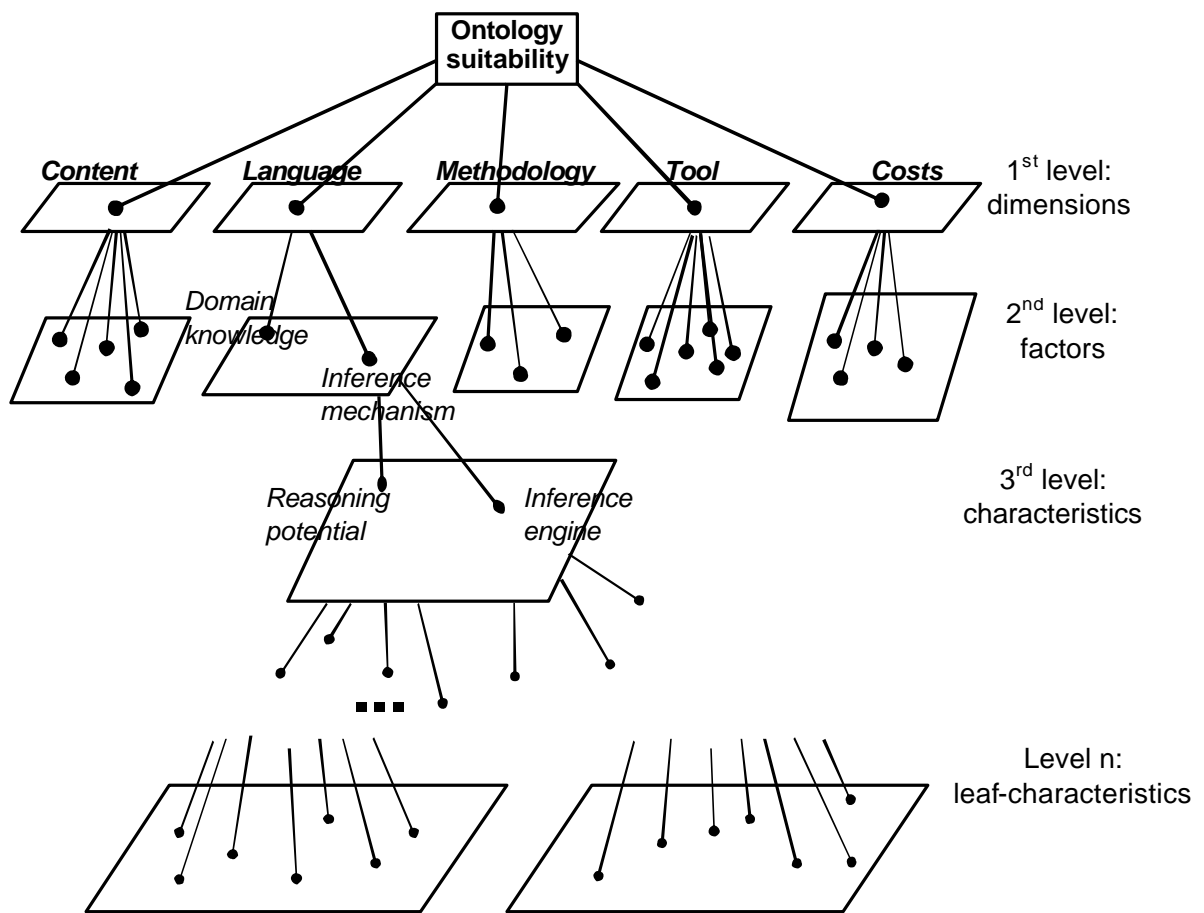 Ontology
suitability
Content
Language
Methodology
Tool
Costs
1st level:
dimensions
Domain
knowledge
Inference
mechanism
2nd level:
factors
Reasoning
potential
Inference
engine
3rd level:
characteristics
Level n:
leaf-characteristics